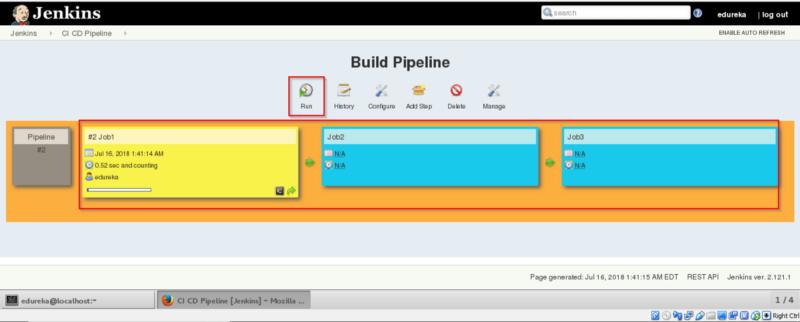 Jenkins
search
edureka | log out
Jenkins CI CD Pipeline
ENABLE AUTO REFRESH
Build Pipeline
Run History Configure Add Step Delete Manage
Pipeline
#2
#2 Job1
Jul 16, 2018 1:41:14 AM
0.52 sec and counting
edureka
Job2
N/A
N/A
Job3
N/A
N/A
Page generated: Jul 16, 2018 1:41:15 AM EDT REST API Jenkins ver. 2.121.1
edureka@localhost:~
CI CD Pipeline [Jenkins] - Mozilla ...
1 / 4
Right Ctrl